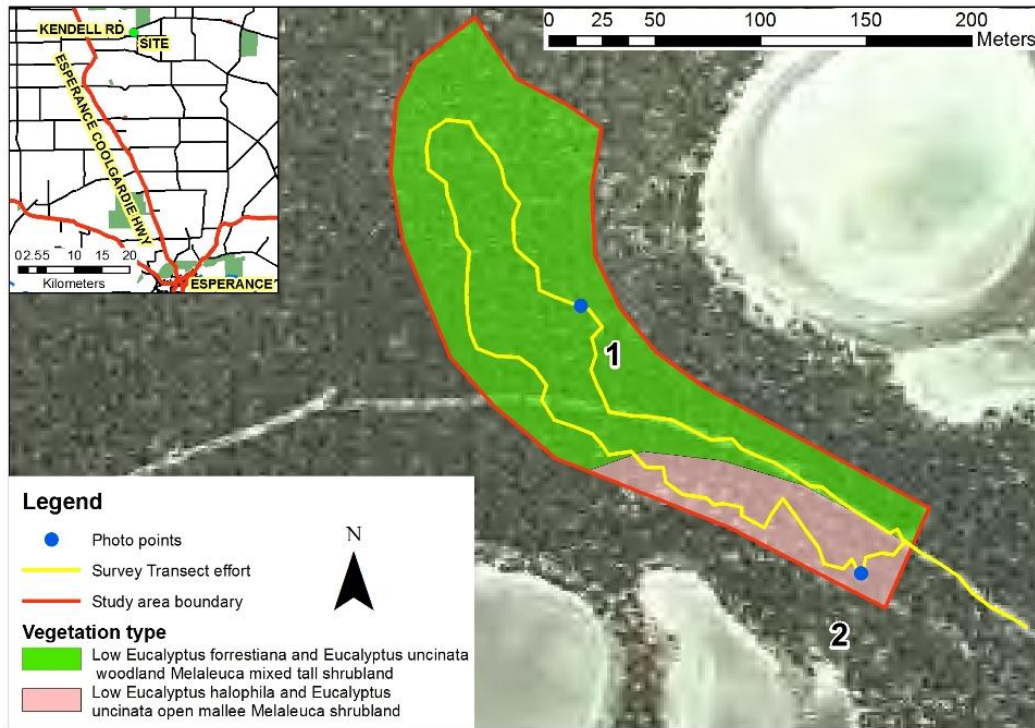 KENDELL RD
SITE
ESPERANCE COOLGARDIE HWY
02.55 10 15 20
Kilometers
ESPERANCE
0 25 50 100 150 200
Meters
1
2
Legend
Photo points
Survey Transect effort
Study area boundary
N
Vegetation type
Low Eucalyptus forrestiana and Eucalyptus uncinata
woodland Melaleuca mixed tall shrubland
Low Eucalyptus halophila and Eucalyptus
uncinata open mallee Melaleuca shrubland